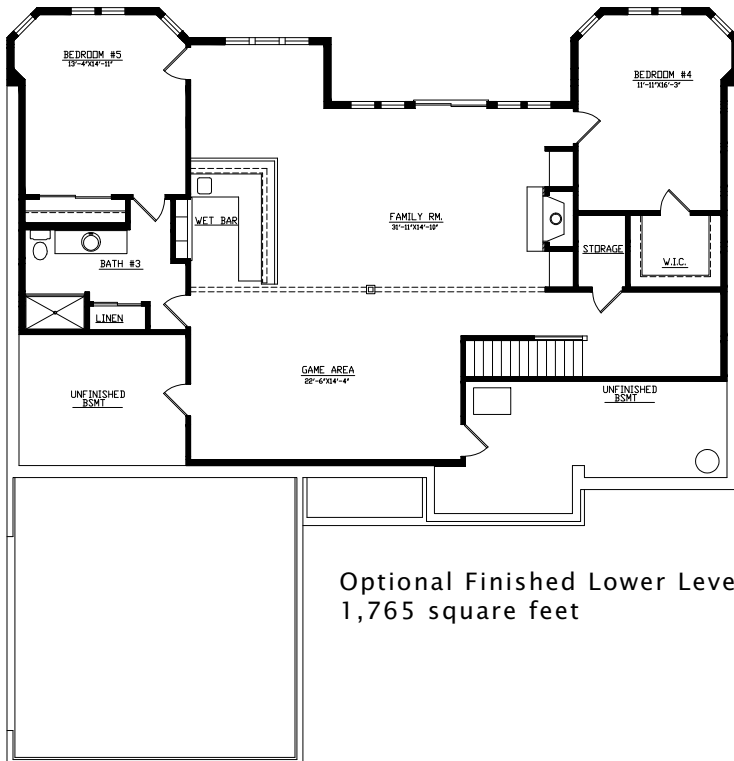 BEDROOM #5
13'-4"X14'-11"
BEDROOM #4
11'-11"X16'-3"
WET BAR
FAMILY RM.
31'-11"X14'-10"
STORAGE
W.I.C.
BATH #3
LINEN
GAME AREA
22'-6"X14'-4"
UNFINISHED
BSMT
UNFINISHED
BSMT
Optional Finished Lower Leve
1,765 square feet